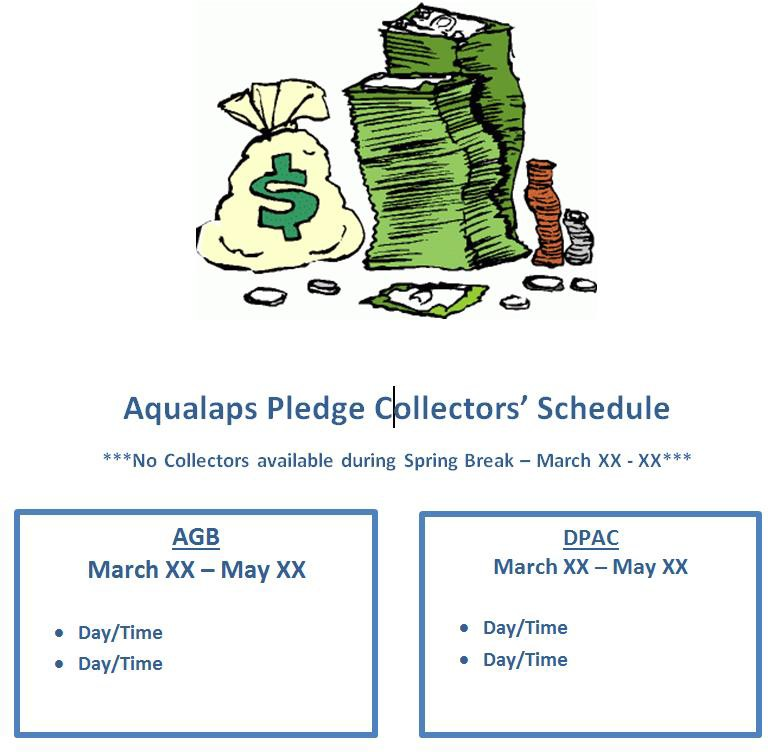 $
Aqualaps Pledge Collectors’ Schedule
***No Collectors available during Spring Break – March XX - XX***
AGB
March XX – May XX
• Day/Time
• Day/Time
DPAC
March XX – May XX
• Day/Time
• Day/Time